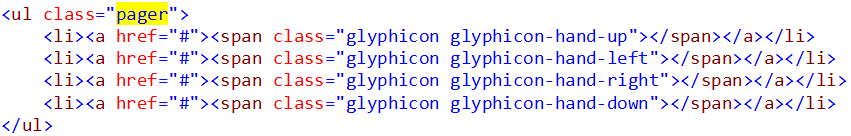 <ul class="pager">
    <li><a href="#"><span class="glyphicon glyphicon-hand-up"></span></a></li>
    <li><a href="#"><span class="glyphicon glyphicon-hand-left"></span></a></li>
    <li><a href="#"><span class="glyphicon glyphicon-hand-right"></span></a></li>
    <li><a href="#"><span class="glyphicon glyphicon-hand-down"></span></a></li>
</ul>